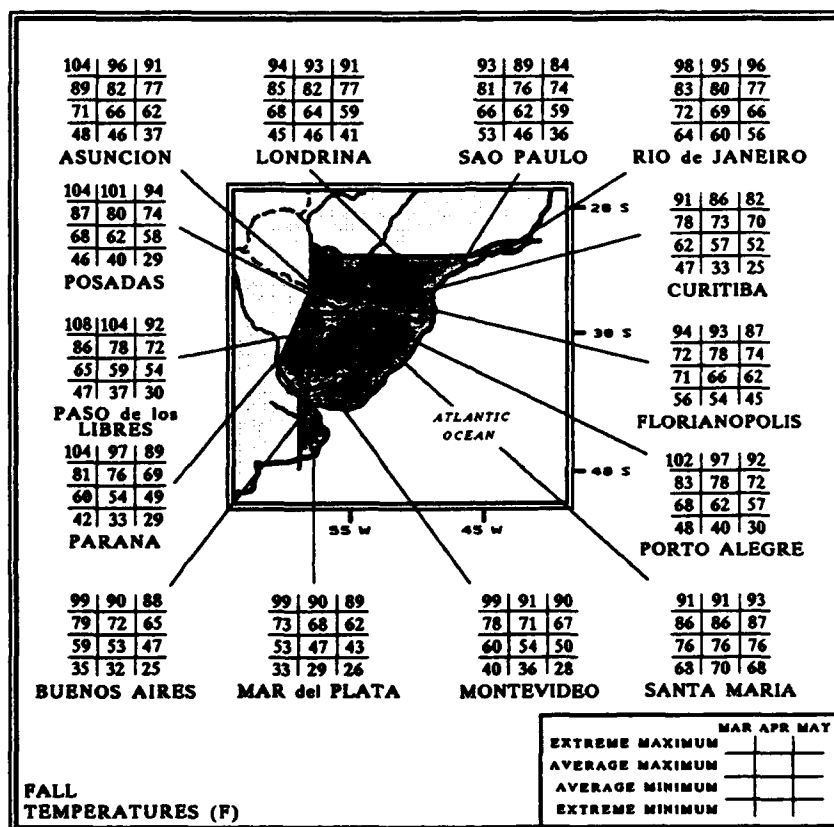 104 96 91
89 82 77
71 66 62
48 46 37
ASUNCION
94 93 91
85 82 77
68 64 59
45 46 41
LONDRINA
93 89 84
81 76 74
66 62 59
53 46 36
SAO PAULO
98 95 96
83 80 77
72 69 66
64 60 56
RIO de JANEIRO
104 101 94
87 80 74
68 62 58
46 40 29
POSADAS
91 86 82
78 73 70
62 57 52
47 33 25
CURITIBA
108 104 92
86 78 72
65 59 54
47 37 30
PASO de los
LIBRES
94 93 87
72 78 74
71 66 62
56 54 45
FLORIANOPOLIS
104 97 89
81 76 69
60 54 49
42 33 29
PARANA
102 97 92
83 78 72
68 62 57
48 40 30
PORTO ALEGRE
20 S
30 S
40 S
ATLANTIC
OCEAN
55 W
45 W
99 90 88
79 72 65
59 53 47
35 32 25
BUENOS AIRES
99 90 89
73 68 62
53 47 43
33 29 26
MAR del PLATA
99 91 90
78 71 67
60 54 50
40 36 28
MONTEVIDEO
91 91 93
86 86 87
76 76 76
68 70 68
SANTA MARIA
FALL
TEMPERATURES (F)
MAR APR MAY
EXTREME MAXIMUM
AVERAGE MAXIMUM
AVERAGE MINIMUM
EXTREME MINIMUM